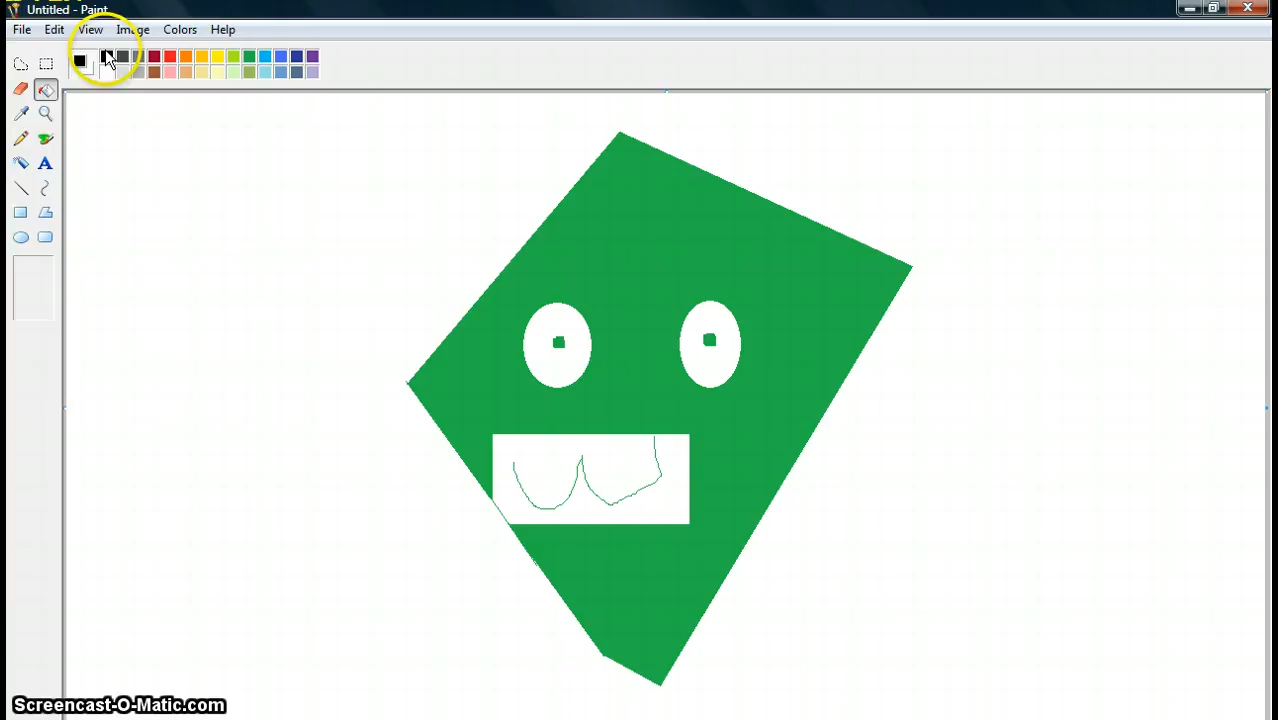 Untitled - Paint
File Edit View Image Colors Help
A
Screencast-O-Matic.com